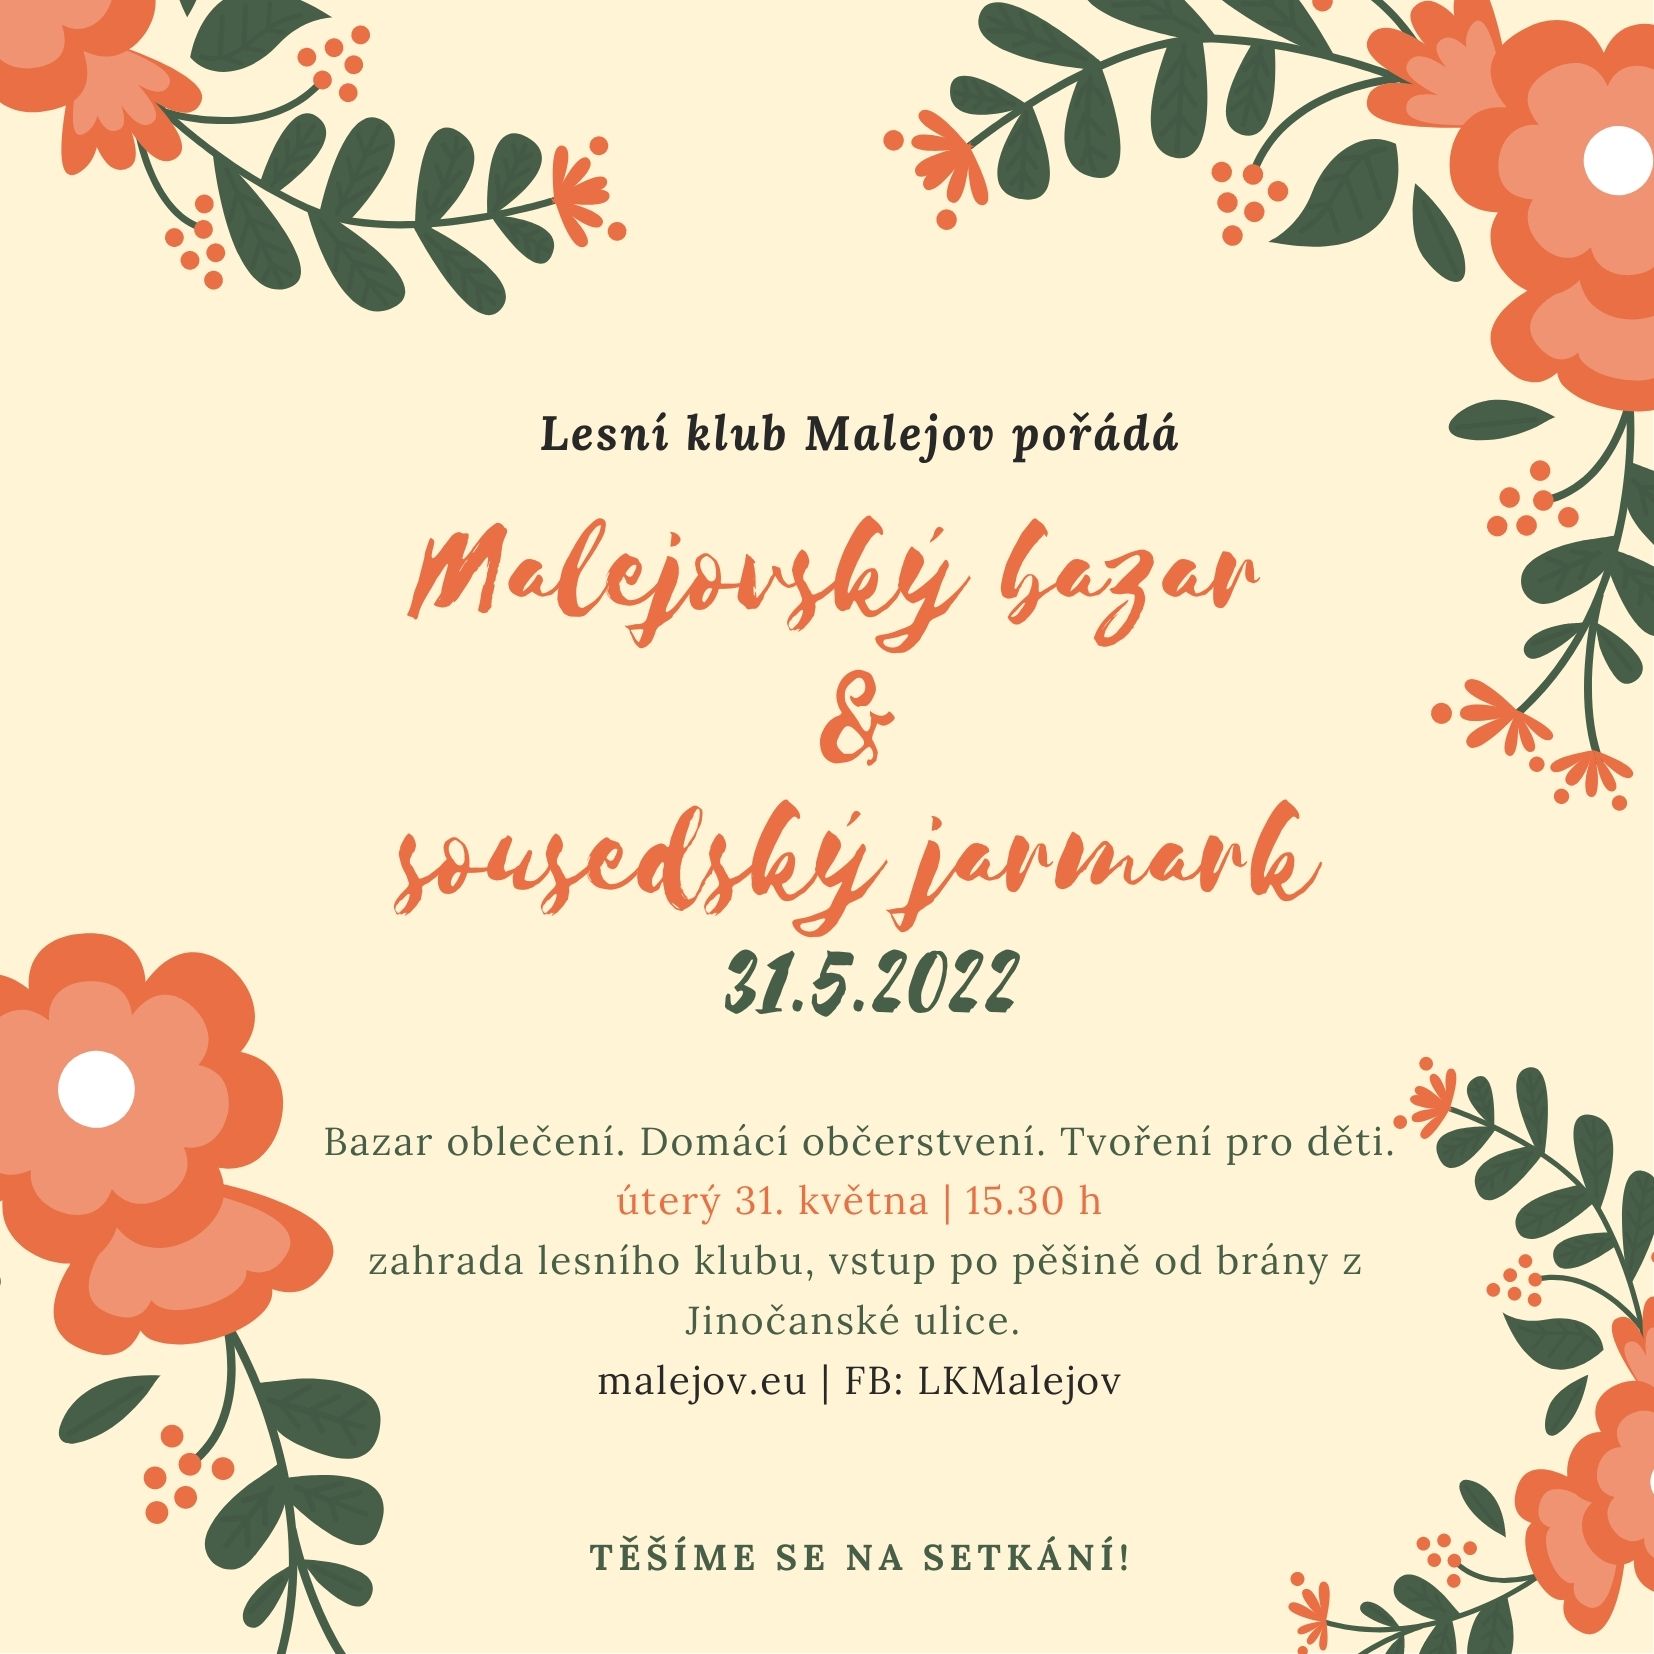 Lesní klub Malejov pořádá
Malejovský bazar
&
sousedský jarmark
31.5.2022
Bazar oblečení. Domácí občerstvení. Tvoření pro děti.
úterý 31. května | 15.30 h
zahrada lesního klubu, vstup po pěšině od brány z
Jinočanské ulice.
malejov.eu | FB: LKMalejov
TĚŠÍME SE NA SETKÁNÍ!